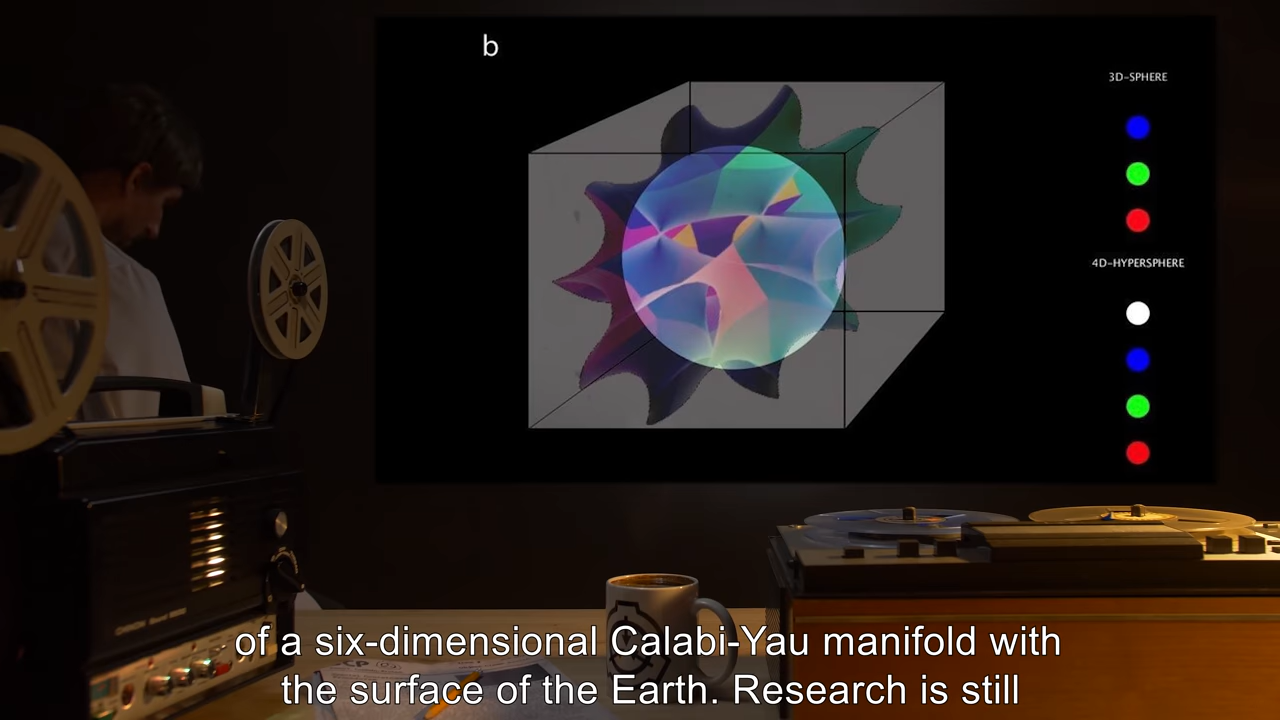 b
3D-SPHERE
4D-HYPERSPHERE
of a six-dimensional Calabi-Yau manifold with
the surface of the Earth. Research is still